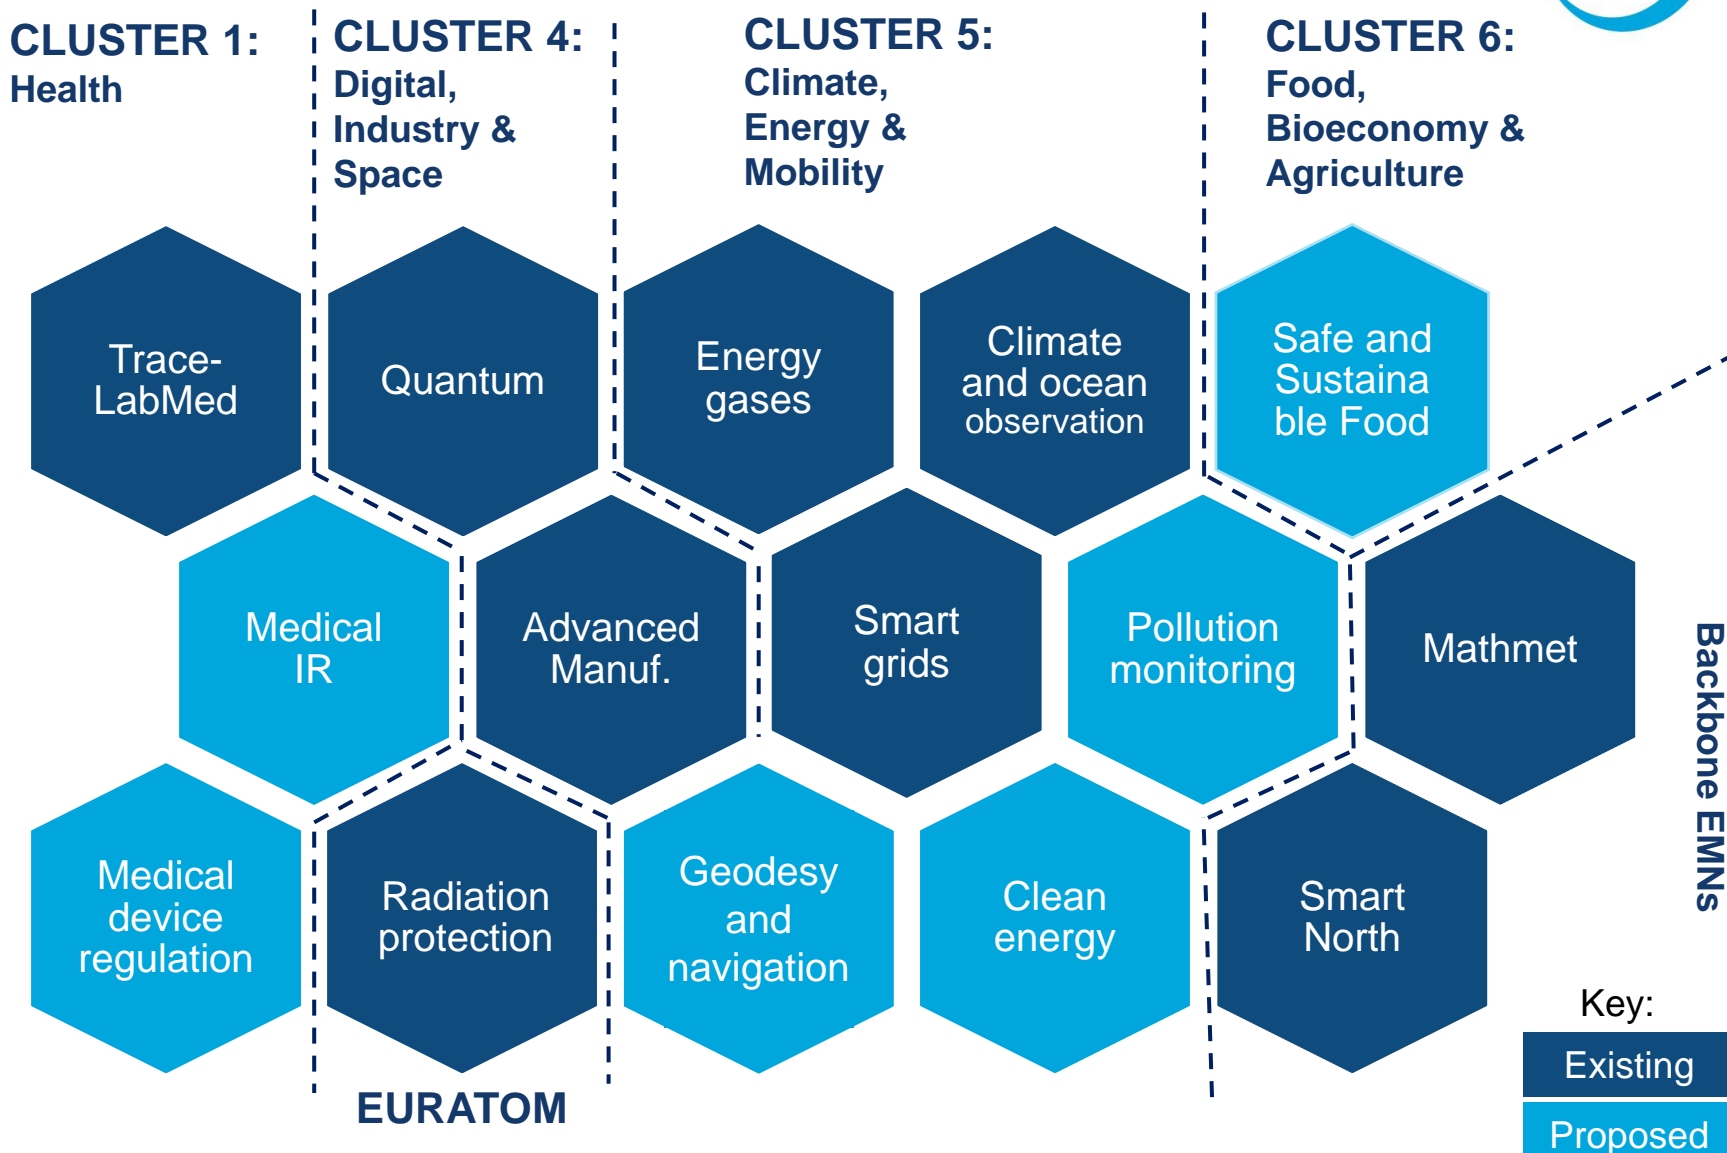 CLUSTER 1:
Health
CLUSTER 4:
Digital,
Industry &
Space
CLUSTER 5:
Climate,
Energy &
Mobility
CLUSTER 6:
Food,
Bioeconomy &
Agriculture
Trace-
LabMed
Quantum
Energy
gases
Climate
and ocean
observation
Safe and
Sustaina
ble Food
Medical
IR
Advanced
Manuf.
Smart
grids
Pollution
monitoring
Mathmet
Backbone EMNs
Medical
device
regulation
Radiation
protection
Geodesy
and
navigation
Clean
energy
Smart
North
EURATOM
Key:
Existing
Proposed